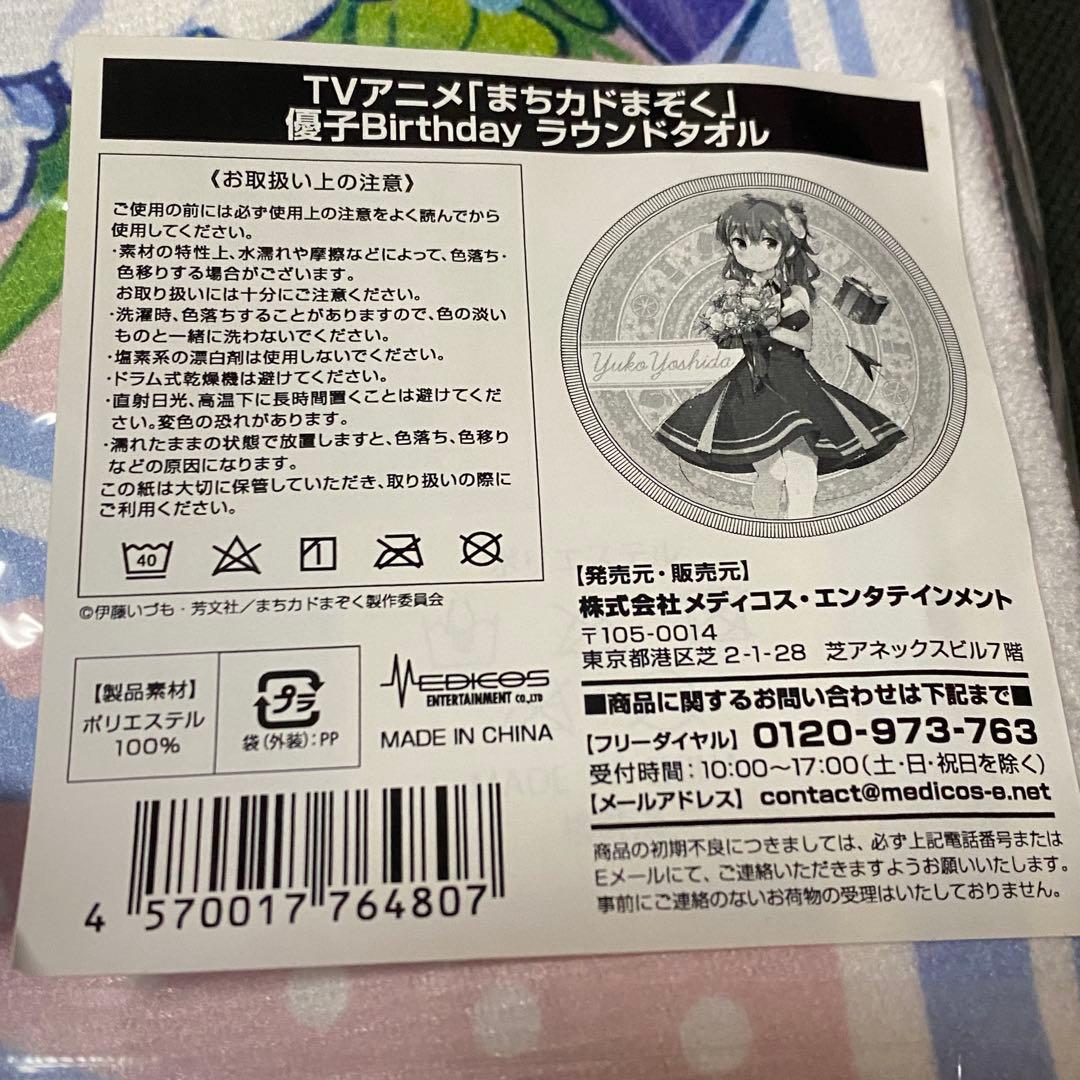 TVアニメ「まちカドまぞく」
優子Birthday ラウンドタオル
《お取扱い上の注意》
ご使用の前には必ず使用上の注意をよく読んでから
使用してください。
・素材の特性上、水濡れや摩擦などによって、色落ち・
色移りする場合がございます。
お取り扱いには十分にご注意ください。
・洗濯時、色落ちすることがありますので、色の淡い
ものと一緒に洗わないでください。
・塩素系の漂白剤は使用しないでください。
・ドラム式乾燥機は避けてください。
・直射日光、高温下に長時間置くことは避けてくだ
さい。変色の恐れがあります。
・濡れたままの状態で放置しますと、色落ち、色移り
などの原因になります。
この紙は大切に保管していただき、取り扱いの際に
ご利用ください。
40
©伊藤いづも・芳文社／まちカドまぞく製作委員会
Yuko Yoshida
【製品素材】
ポリエステル
100%
プラ
袋(外装):PP
MEDICOS
ENTERTAINMENT CO.,LTD
MADE IN CHINA
4 570017 764807
【発売元・販売元】
株式会社メディコス・エンタテインメント
〒105-0014
東京都港区芝2-1-28 芝アネックスビル7階
■商品に関するお問い合わせは下記まで■
【フリーダイヤル】 0120-973-763
受付時間：10:00～17:00(土・日・祝日を除く)
【メールアドレス】 contact@medicos-e.net
商品の初期不良につきましては、必ず上記電話番号または
Eメールにて、ご連絡いただきますようお願いいたします。
事前にご連絡のないお荷物の受理はいたしておりません。